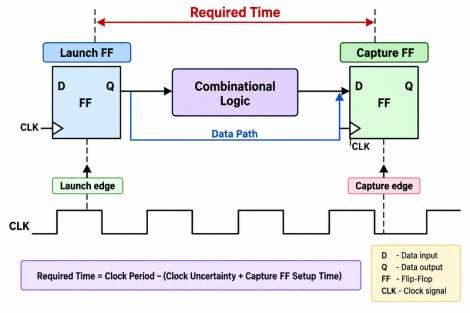 Required Time
Launch FF
Capture FF
D Q
FF
CLK
Combinational
Logic
D Q
FF
CLK
Data Path
Launch edge
Capture edge
CLK
Required Time = Clock Period – (Clock Uncertainty + Capture FF Setup Time)
D - Data input
Q - Data output
FF - Flip-Flop
CLK - Clock signal